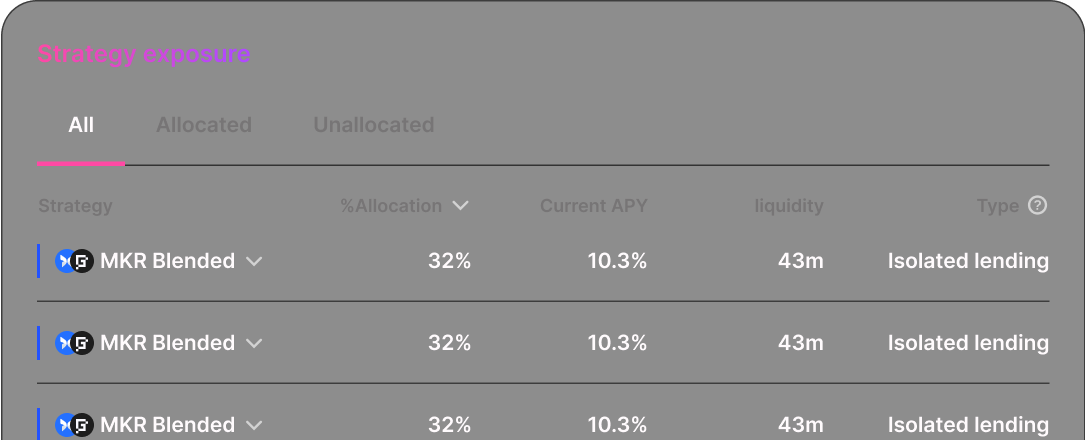 Strategy exposure
All Allocated Unallocated
Strategy %Allocation Current APY liquidity Type ?
MKR Blended 32% 10.3% 43m Isolated lending
MKR Blended 32% 10.3% 43m Isolated lending
MKR Blended 32% 10.3% 43m Isolated lending